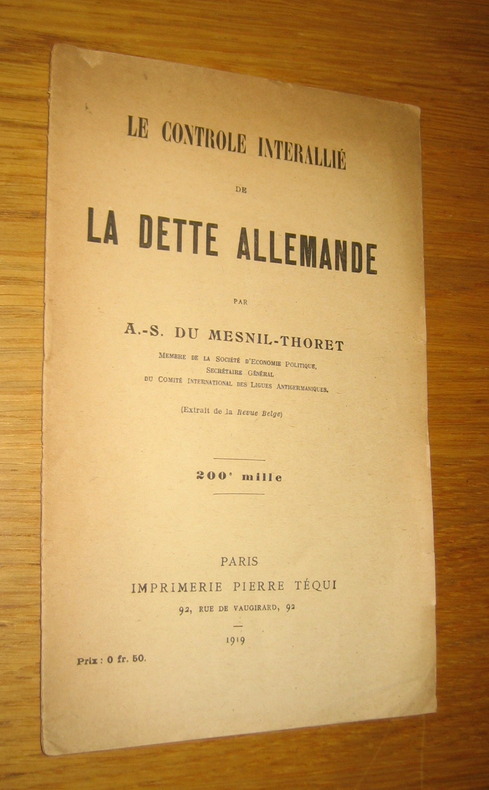 LE CONTROLE INTERALLIÉ
DE
LA DETTE ALLEMANDE
PAR
A.-S. DU MESNIL-THORET
MEMBRE DE LA SOCIÉTÉ D'ECONOMIE POLITIQUE,
SECRÉTAIRE GÉNÉRAL
DU COMITÉ INTERNATIONAL DES LIGUES ANTIGERMANIQUES.
(Extrait de la Revue Belge)
200e mille
PARIS
IMPRIMERIE PIERRE TÉQUI
92, RUE DE VAUGIRARD, 92
1919
Prix : 0 fr. 50.